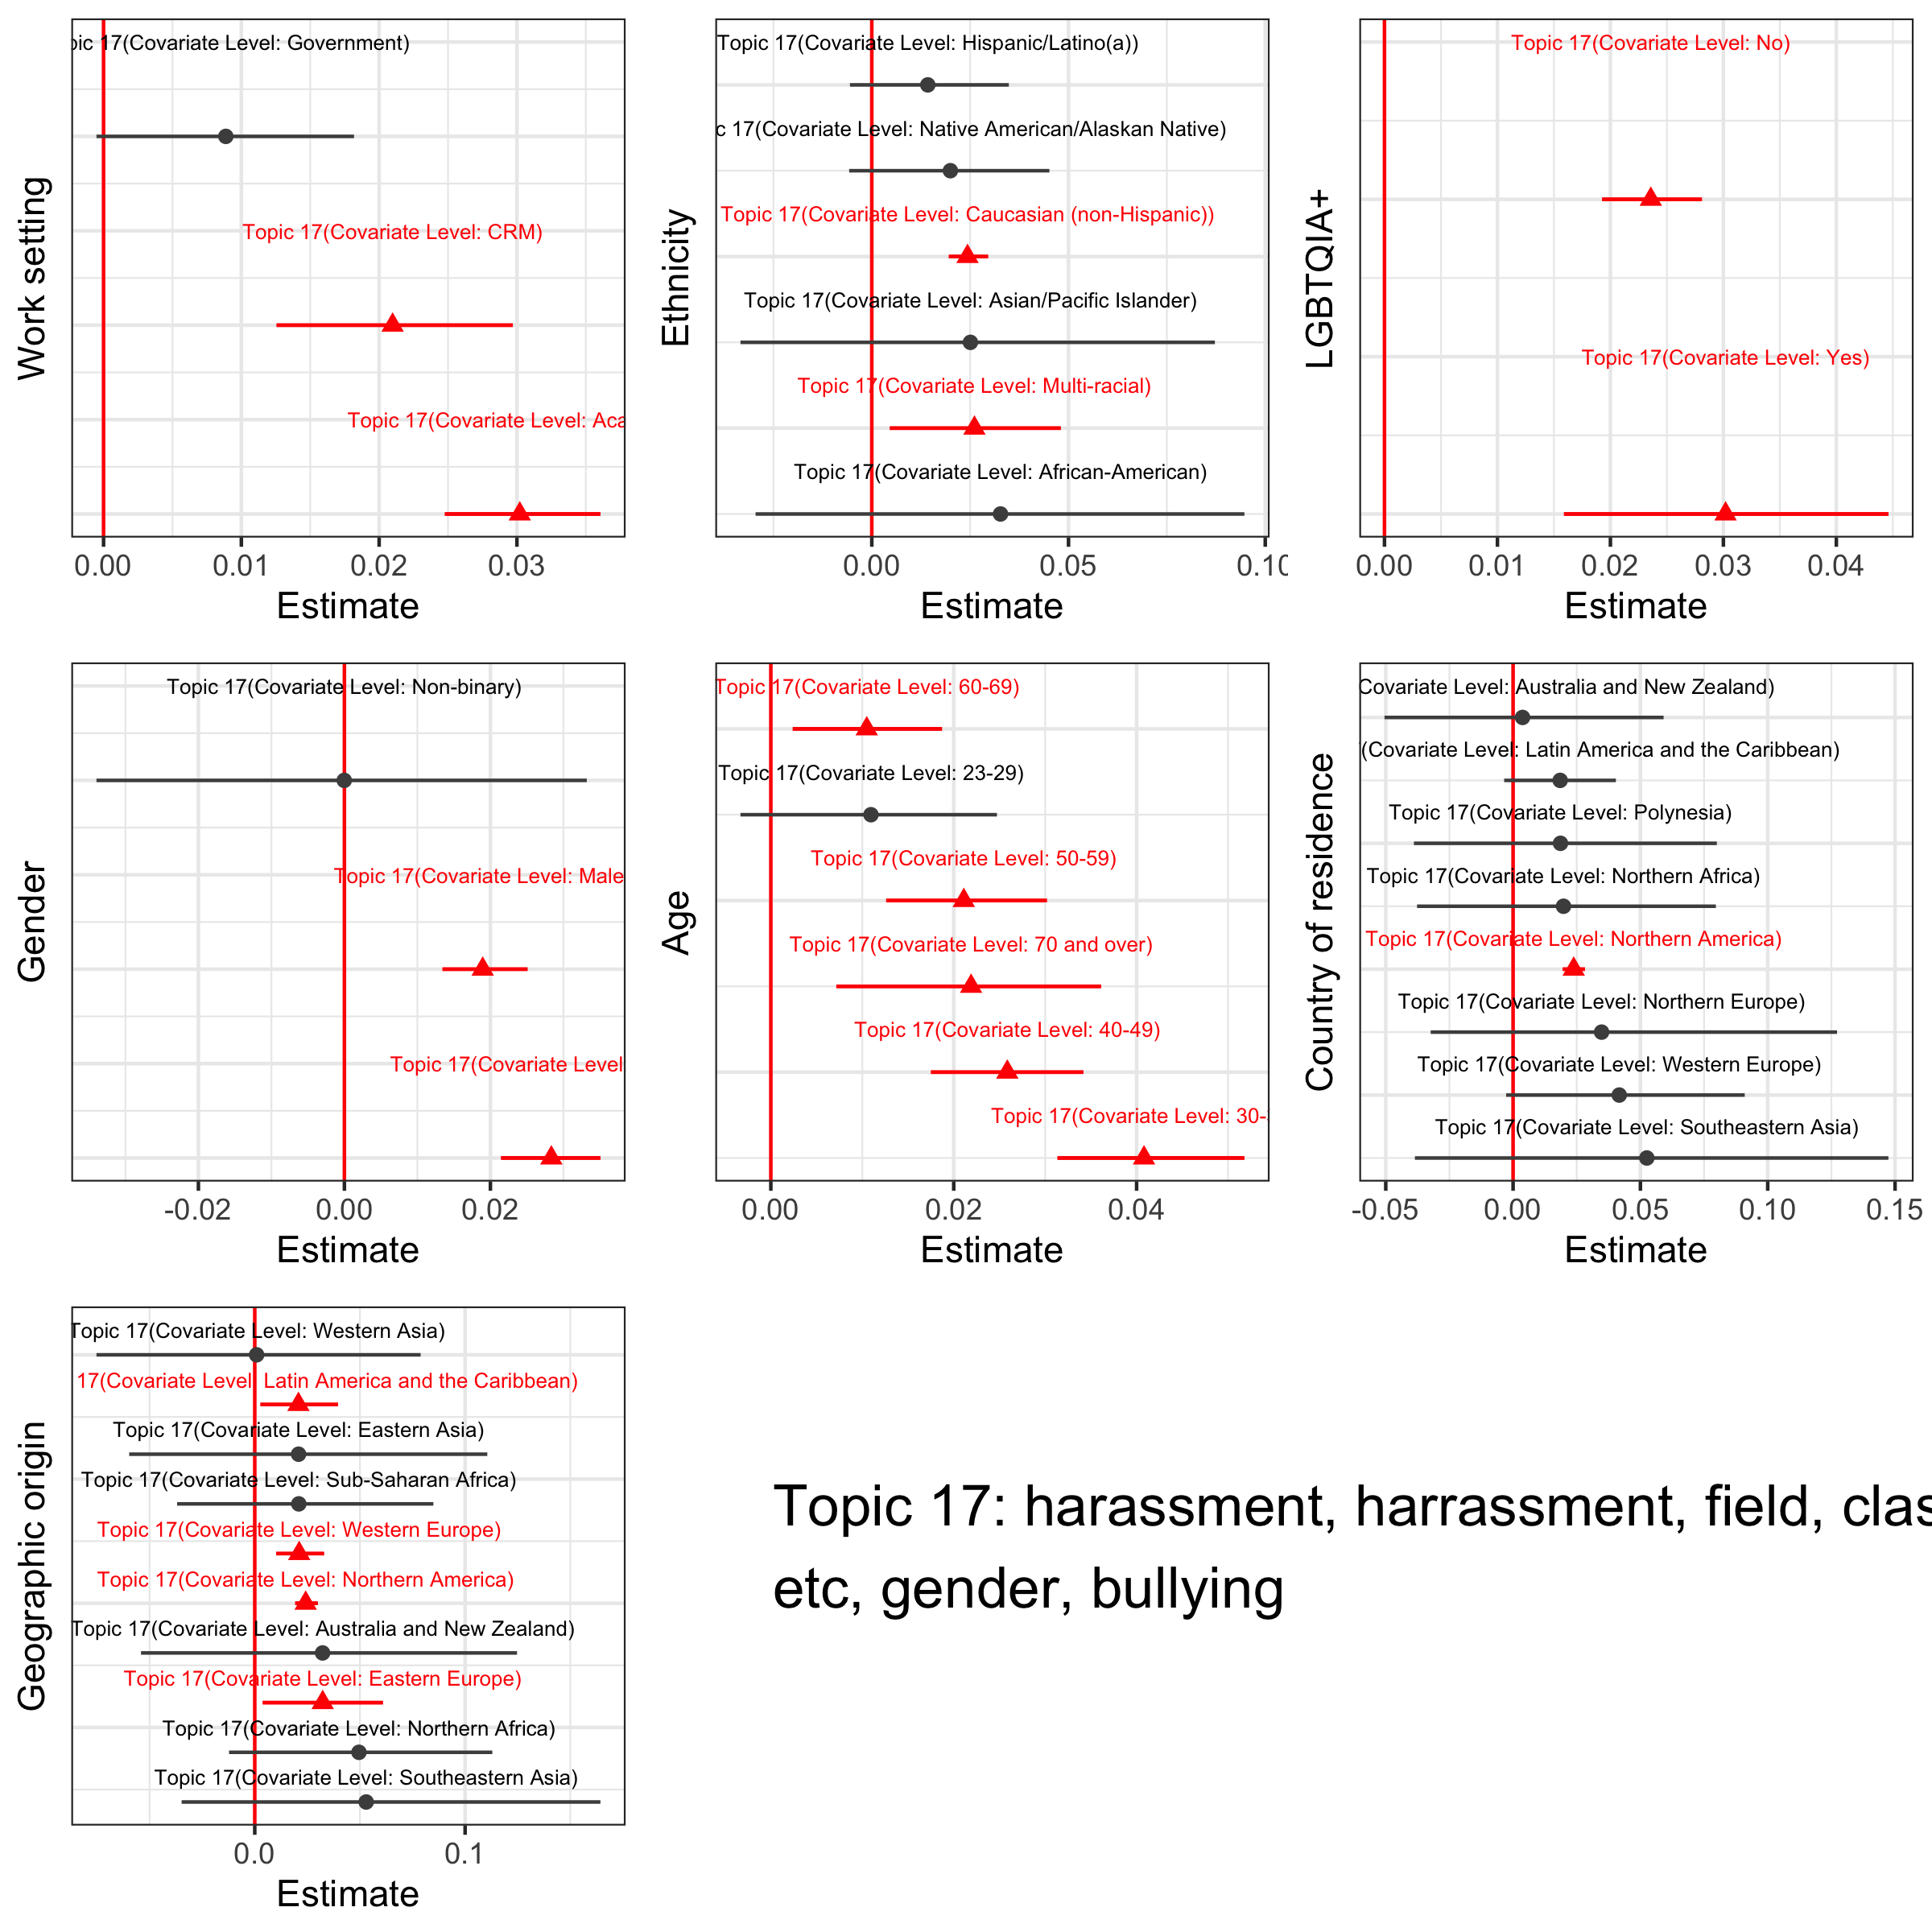 Work setting
Topic 17(Covariate Level: Government)
Topic 17(Covariate Level: CRM)
Topic 17(Covariate Level:
0.00 0.01 0.02 0.03
Estimate
Ethnicity
Topic 17(Covariate Level: Hispanic/Latino(a))
17(Covariate Level: Native American/Alaskan Native)
Topic 17(Covariate Level: Caucasian (non-Hispanic))
Topic 17(Covariate Level: Asian/Pacific Islander)
Topic 17(Covariate Level: Multi-racial)
Topic 17(Covariate Level: African-American)
0.00 0.05 0.10
Estimate
LGBTQIA+
Topic 17(Covariate Level: No)
Topic 17(Covariate Level: Yes)
0.00 0.01 0.02 0.03 0.04
Estimate
Gender
Topic 17(Covariate Level: Non-binary)
Topic 17(Covariate Level: Male
Topic 17(Covariate Level
-0.02 0.00 0.02
Estimate
Age
Topic 17(Covariate Level: 60-69)
Topic 17(Covariate Level: 23-29)
Topic 17(Covariate Level: 50-59)
Topic 17(Covariate Level: 70 and over)
Topic 17(Covariate Level: 40-49)
Topic 17(Covariate Level: 30-
0.00 0.02 0.04
Estimate
Country of residence
Covariate Level: Australia and New Zealand)
(Covariate Level: Latin America and the Caribbean)
Topic 17(Covariate Level: Polynesia)
Topic 17(Covariate Level: Northern Africa)
Topic 17(Covariate Level: Northern America)
Topic 17(Covariate Level: Northern Europe)
Topic 17(Covariate Level: Western Europe)
Topic 17(Covariate Level: Southeastern Asia)
-0.05 0.00 0.05 0.10 0.15
Estimate
Geographic origin
Topic 17(Covariate Level: Western Asia)
17(Covariate Level: Latin America and the Caribbean)
Topic 17(Covariate Level: Eastern Asia)
Topic 17(Covariate Level: Sub-Saharan Africa)
Topic 17(Covariate Level: Western Europe)
Topic 17(Covariate Level: Northern America)
Topic 17(Covariate Level: Australia and New Zealand)
Topic 17(Covariate Level: Eastern Europe)
Topic 17(Covariate Level: Northern Africa)
Topic 17(Covariate Level: Southeastern Asia)
0.0 0.1
Estimate
Topic 17: harassment, harrassment, field,
etc, gender, bullying